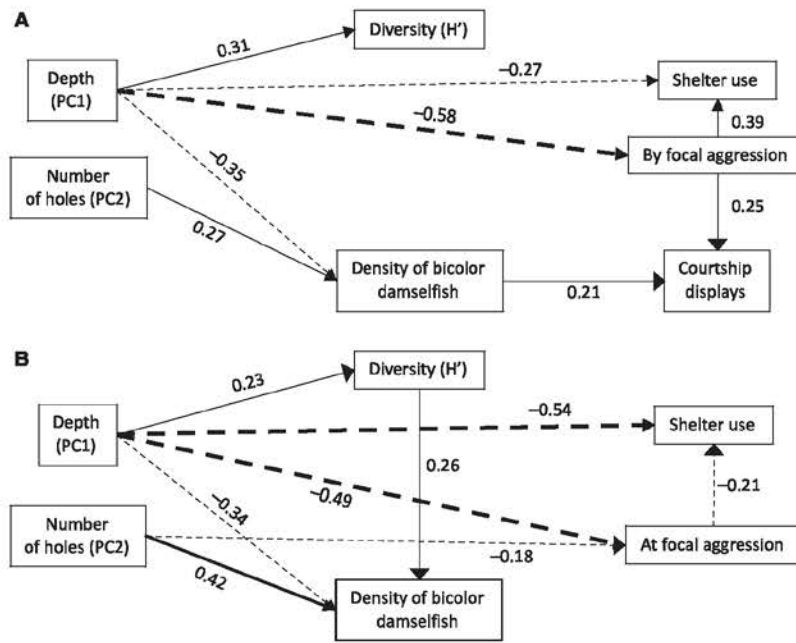 A
Diversity (H')
0.31
Depth
(PC1)
−0.27
Shelter use
−0.58
0.39
By focal aggression
−0.35
Number
of holes (PC2)
0.27
0.25
Density of bicolor
damselfish
0.21
Courtship
displays
B
Diversity (H')
0.23
Depth
(PC1)
−0.54
Shelter use
0.26
−0.49
−0.21
−0.34
Number
of holes (PC2)
−0.18
At focal aggression
0.42
Density of bicolor
damselfish